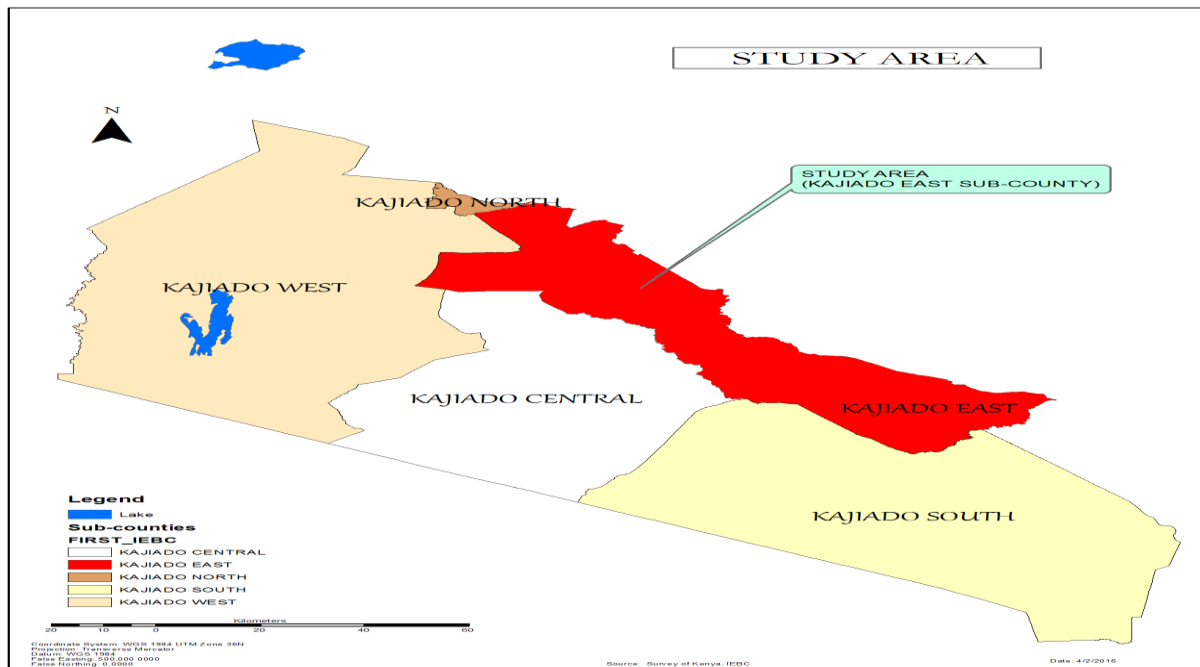 STUDY AREA
N
STUDY AREA
(KAJIADO EAST SUB-COUNTY)
KAJIADO NORTH
KAJIADO WEST
KAJIADO CENTRAL
KAJIADO EAST
KAJIADO SOUTH
Legend
Lake
Sub-counties
FIRST_IEBC
KAJIADO CENTRAL
KAJIADO EAST
KAJIADO NORTH
KAJIADO SOUTH
KAJIADO WEST
Kilometers
20 10 0 20 40 60
Coordinate System: WGS 1984 UTM Zone 36N
Projection: Transverse Mercator
Datum: WGS 1984
False Easting: 500,000.0000
False Northing: 0.0000
Source: Survey of Kenya, IEBC
Date: 4/2/2016